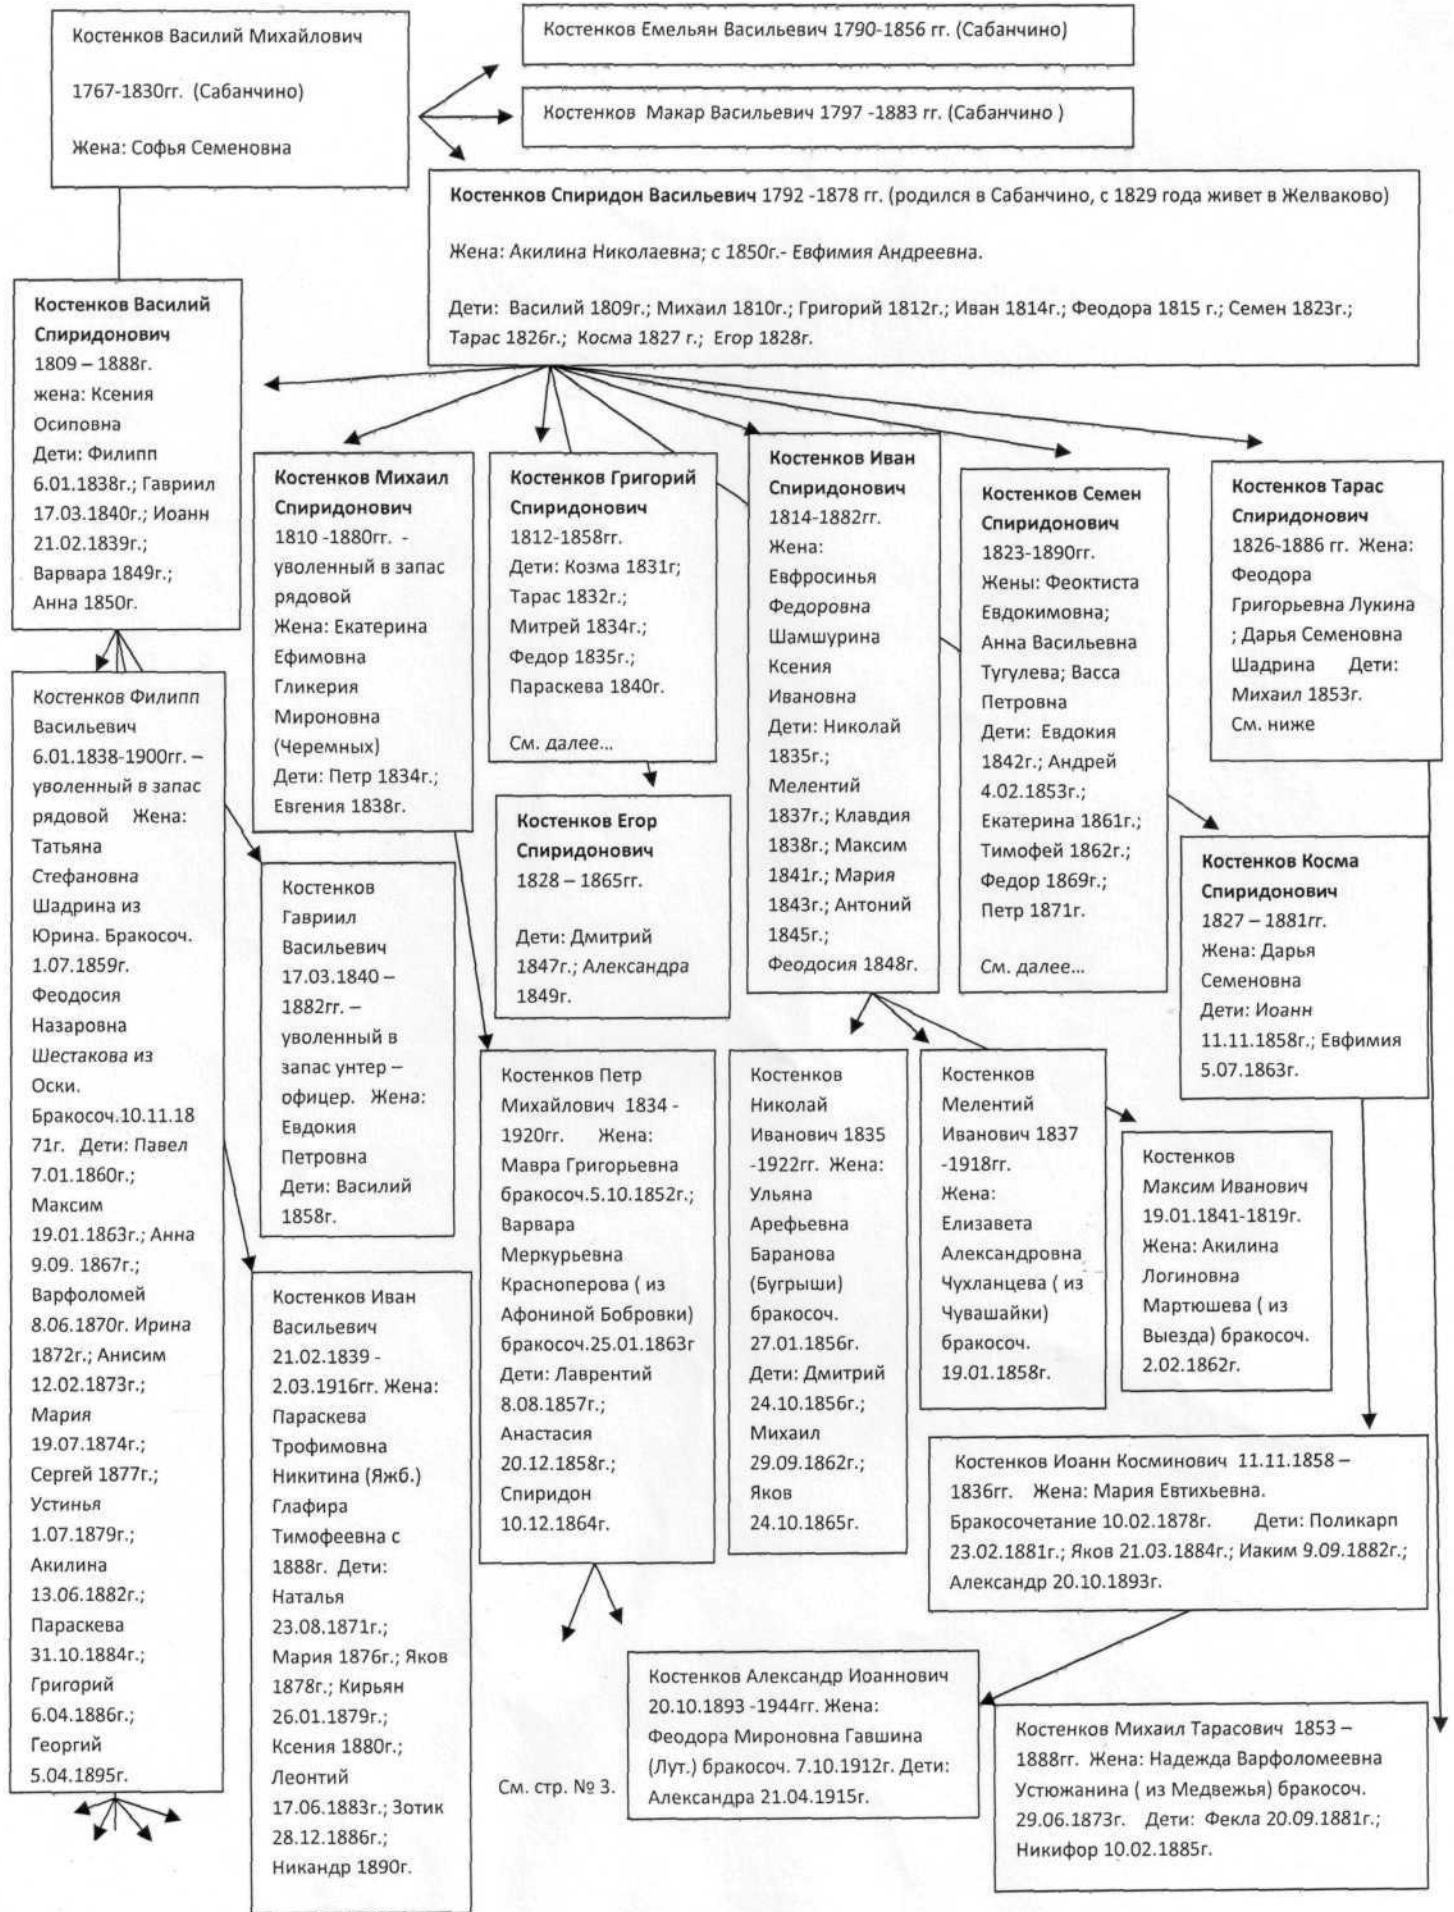 Костенков Василий Михайлович
1767-1830гг. (Сабанчино)
Жена: Софья Семеновна
Костенков Емельян Васильевич 1790-1856 гг. (Сабанчино)
Костенков Макар Васильевич 1797 -1883 гг. (Сабанчино )
Костенков Спиридон Васильевич 1792 -1878 гг. (родился в Сабанчино, с 1829 года живет в Желваково)
Жена: Акилина Николаевна; с 1850г.- Евфимия Андреевна.
Дети: Василий 1809г.; Михаил 1810г.; Григорий 1812г.; Иван 1814г.; Феодора 1815 г.; Семен 1823г.;
Тарас 1826г.; Косма 1827 г.; Егор 1828г.
Костенков Василий
Спиридонович
1809 – 1888г.
жена: Ксения
Осиповна
Дети: Филипп
6.01.1838г.; Гавриил
17.03.1840г.; Иоанн
21.02.1839г.;
Варвара 1849г.;
Анна 1850г.
Костенков Михаил
Спиридонович
1810 -1880гг. -
уволенный в запас
рядовой
Жена: Екатерина
Ефимовна
Гликерия
Мироновна
(Черемных)
Дети: Петр 1834г.;
Евгения 1838г.
Костенков Григорий
Спиридонович
1812-1858гг.
Дети: Козма 1831г;
Тарас 1832г.;
Митрей 1834г.;
Федор 1835г.;
Параскева 1840г.
См. далее...
Костенков Иван
Спиридонович
1814-1882гг.
Жена:
Евфросинья
Федоровна
Шамшурина
Ксения
Ивановна
Дети: Николай
1835г.;
Мелентий
1837г.; Клавдия
1838г.; Максим
1841г.; Мария
1843г.; Антоний
1845г.;
Феодосия 1848г.
Костенков Семен
Спиридонович
1823-1890гг.
Жены: Феоктиста
Евдокимовна;
Анна Васильевна
Тугулева; Васса
Петровна
Дети: Евдокия
1842г.; Андрей
4.02.1853г.;
Екатерина 1861г.;
Тимофей 1862г.;
Федор 1869г.;
Петр 1871г.
См. далее...
Костенков Тарас
Спиридонович
1826-1886 гг. Жена:
Феодора
Григорьевна Лукина
; Дарья Семеновна
Шадрина Дети:
Михаил 1853г.
См. ниже
Костенков Филипп
Васильевич
6.01.1838-1900гг. –
уволенный в запас
рядовой Жена:
Татьяна
Стефановна
Шадрина из
Юрина. Бракосоч.
1.07.1859г.
Феодосия
Назаровна
Шестакова из
Оски.
Бракосоч.10.11.18
71г. Дети: Павел
7.01.1860г.;
Максим
19.01.1863г.; Анна
9.09. 1867г.;
Варфоломей
8.06.1870г. Ирина
1872г.; Анисим
12.02.1873г.;
Мария
19.07.1874г.;
Сергей 1877г.;
Устинья
1.07.1879г.;
Акилина
13.06.1882г.;
Параскева
31.10.1884г.;
Григорий
6.04.1886г.;
Георгий
5.04.1895г.
Костенков
Гавриил
Васильевич
17.03.1840 –
1882гг. –
уволенный в
запас унтер –
офицер. Жена:
Евдокия
Петровна
Дети: Василий
1858г.
Костенков Егор
Спиридонович
1828 – 1865гг.
Дети: Дмитрий
1847г.; Александра
1849г.
Костенков Косма
Спиридонович
1827 – 1881гг.
Жена: Дарья
Семеновна
Дети: Иоанн
11.11.1858г.; Евфимия
5.07.1863г.
Костенков Иван
Васильевич
21.02.1839 -
2.03.1916гг. Жена:
Параскева
Трофимовна
Никитина (Яжб.)
Глафира
Тимофеевна с
1888г. Дети:
Наталья
23.08.1871г.;
Мария 1876г.; Яков
1878г.; Кирьян
26.01.1879г.;
Ксения 1880г.;
Леонтий
17.06.1883г.; Зотик
28.12.1886г.;
Никандр 1890г.
Костенков Петр
Михайлович 1834 -
1920гг. Жена:
Мавра Григорьевна
бракосоч.5.10.1852г.;
Варвара
Меркурьевна
Красноперова ( из
Афониной Бобровки)
бракосоч.25.01.1863г
Дети: Лаврентий
8.08.1857г.;
Анастасия
20.12.1858г.;
Спиридон
10.12.1864г.
Костенков
Николай
Иванович 1835
-1922гг. Жена:
Ульяна
Арефьевна
Баранова
(Бугрыши)
бракосоч.
27.01.1856г.
Дети: Дмитрий
24.10.1856г.;
Михаил
29.09.1862г.;
Яков
24.10.1865г.
Костенков
Мелентий
Иванович 1837
-1918гг.
Жена:
Елизавета
Александровна
Чухланцева ( из
Чувашайки)
бракосоч.
19.01.1858г.
Костенков
Максим Иванович
19.01.1841-1819г.
Жена: Акилина
Логиновна
Мартюшева ( из
Выезда) бракосоч.
2.02.1862г.
Костенков Иоанн Косминович 11.11.1858 –
1836гг. Жена: Мария Евтихьевна.
Бракосочетание 10.02.1878г. Дети: Поликарп
23.02.1881г.; Яков 21.03.1884г.; Иаким 9.09.1882г.;
Александр 20.10.1893г.
См. стр. № 3.
Костенков Александр Иоаннович
20.10.1893 -1944гг. Жена:
Феодора Мироновна Гавшина
(Лут.) бракосоч. 7.10.1912г. Дети:
Александра 21.04.1915г.
Костенков Михаил Тарасович 1853 –
1888гг. Жена: Надежда Варфоломеевна
Устюжанина ( из Медвежья) бракосоч.
29.06.1873г. Дети: Фекла 20.09.1881г.;
Никифор 10.02.1885г.